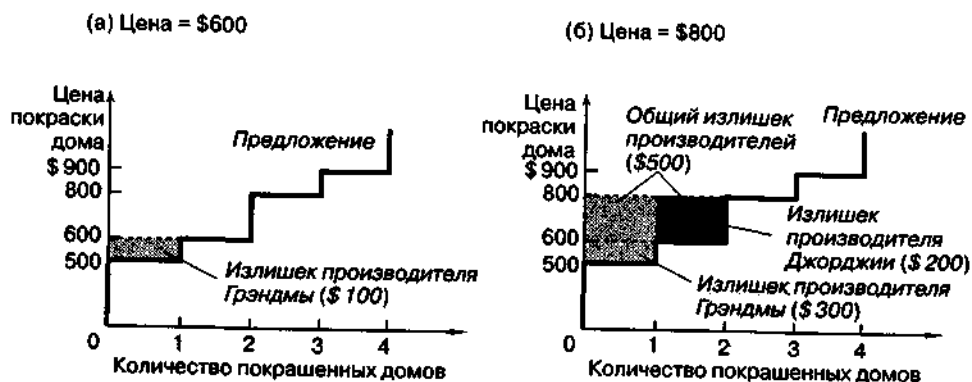 (а) Цена = $600
Цена
покраски
дома
$ 900
800
600
500
0
Предложение
Излишек производителя
Грэндмы ($ 100)
1
2
3
4
Количество покрашенных домов
(б) Цена = $800
Цена
покраски
дома
$ 900
800
600
500
0
Общий излишек
производителей
($500)
Предложение
Излишек
производителя
Джорджии ($ 200)
Излишек производителя
Грэндмы ($ 300)
1
2
3
4
Количество покрашенных домов